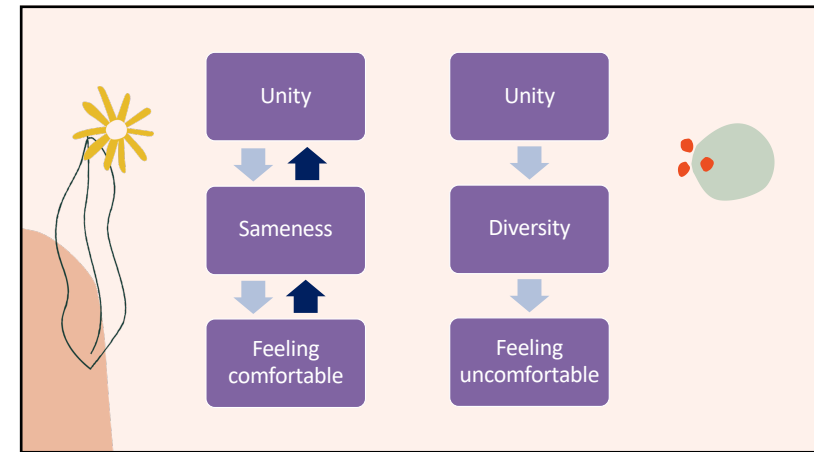 Unity
Sameness
Feeling
comfortable
Unity
Diversity
Feeling
uncomfortable